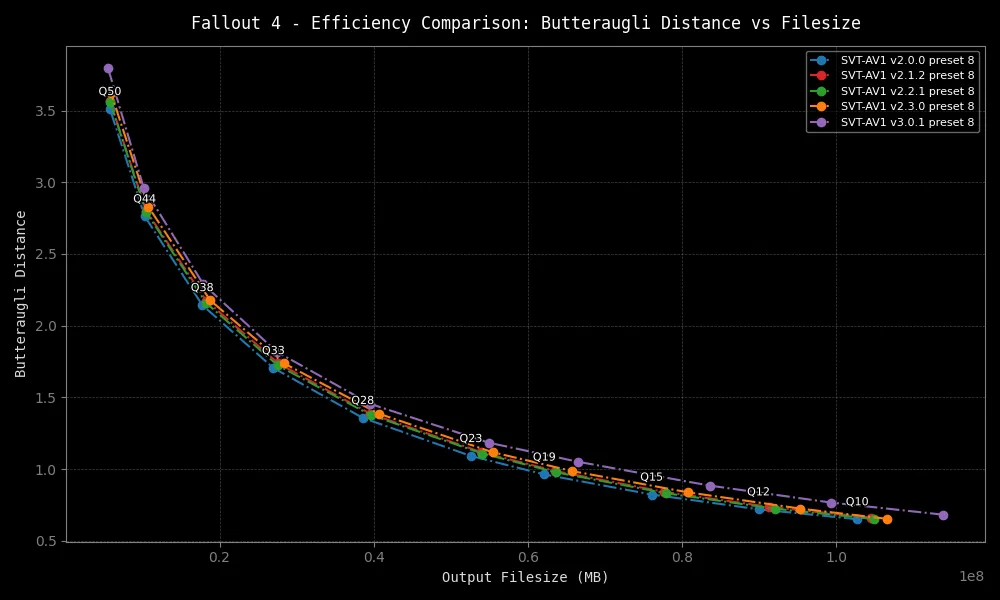 Fallout 4 - Efficiency Comparison: Butteraugli Distance vs Filesize
SVT-AV1 v2.0.0 preset 8
SVT-AV1 v2.1.2 preset 8
SVT-AV1 v2.2.1 preset 8
SVT-AV1 v2.3.0 preset 8
SVT-AV1 v3.0.1 preset 8
Butteraugli Distance
3.5
3.0
2.5
2.0
1.5
1.0
0.5
Q50
Q44
Q38
Q33
Q28
Q23
Q19
Q15
Q12
Q10
0.2
0.4
0.6
0.8
1.0
1e8
Output Filesize (MB)